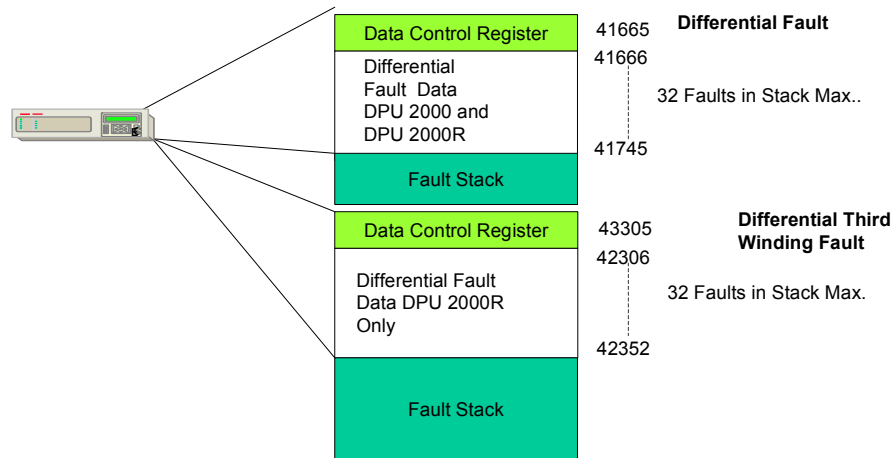 Data Control Register
41665
Differential Fault
Differential
Fault Data
DPU 2000 and
DPU 2000R
41666
32 Faults in Stack Max..
41745
Fault Stack
Data Control Register
43305
Differential Third
Winding Fault
42306
Differential Fault
Data DPU 2000R
Only
32 Faults in Stack Max.
42352
Fault Stack